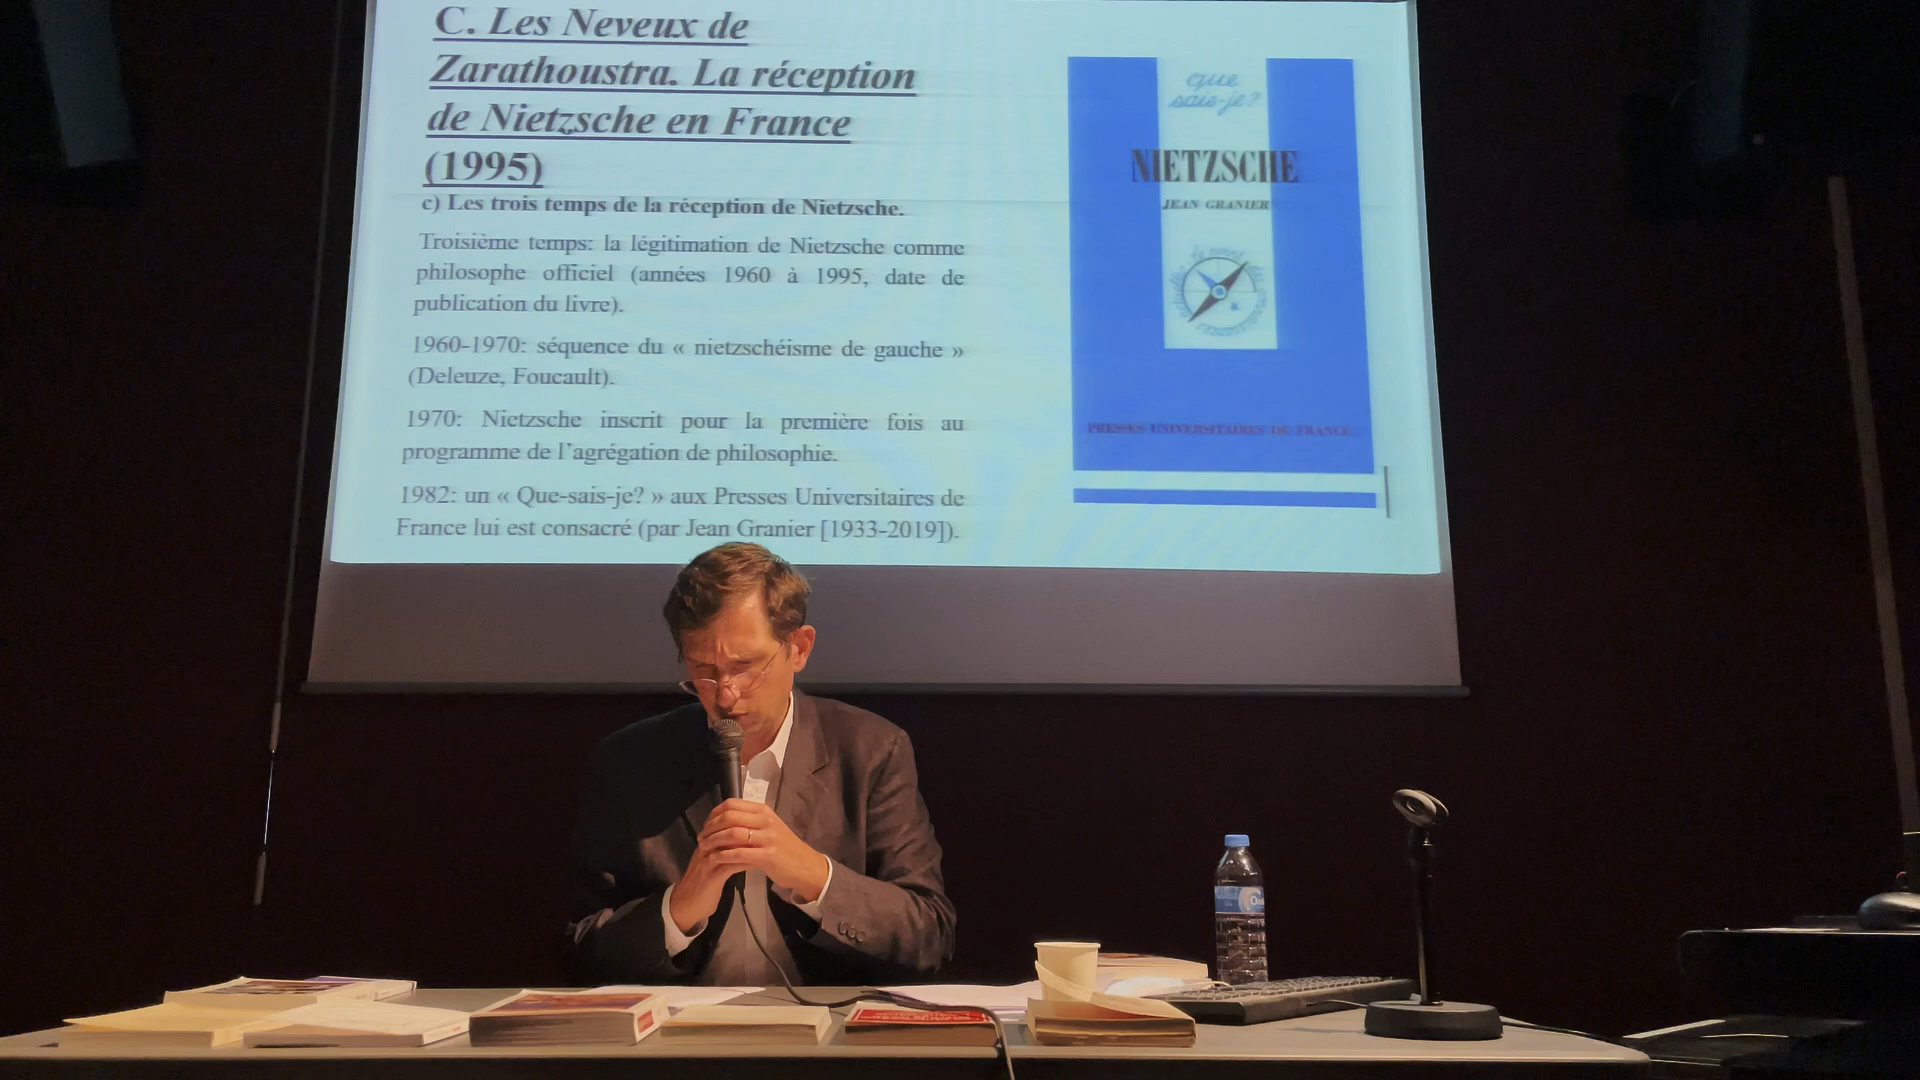 C. Les Neveux de
Zarathoustra. La réception
de Nietzsche en France
(1995)
c) Les trois temps de la réception de Nietzsche.
Troisième temps: la légitimation de Nietzsche comme
philosophe officiel (années 1960 à 1995, date de
publication du livre).
1960-1970: séquence du « nietzschéisme de gauche »
(Deleuze, Foucault).
1970: Nietzsche inscrit pour la première fois au
programme de l'agrégation de philosophie.
1982: un « Que-sais-je? » aux Presses Universitaires de
France lui est consacré (par Jean Granier [1933-2019]).
que
sais-je?
NIETZSCHE
JEAN GRANIER
PRESSES UNIVERSITAIRES DE FRANCE